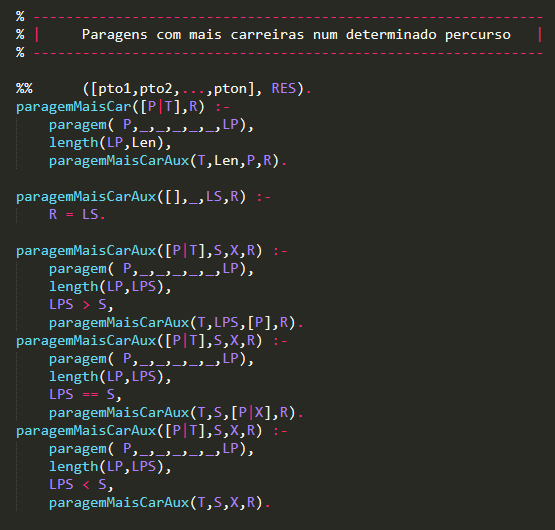 % --------------------------------------------------------------
% |     Paragens com mais carreiras num determinado percurso   |
% --------------------------------------------------------------

%%      ([pto1,pto2,...,pton], RES).
paragemMaisCar([P|T],R) :-
    paragem( P,_,_,_,_,_,LP),
    length(LP,Len),
    paragemMaisCarAux(T,Len,P,R).

paragemMaisCarAux([],_,LS,R) :-
    R = LS.

paragemMaisCarAux([P|T],S,X,R) :-
    paragem( P,_,_,_,_,_,LP),
    length(LP,LPS),
    LPS > S,
    paragemMaisCarAux(T,LPS,[P],R).
paragemMaisCarAux([P|T],S,X,R) :-
    paragem( P,_,_,_,_,_,LP),
    length(LP,LPS),
    LPS == S,
    paragemMaisCarAux(T,S,[P|X],R).
paragemMaisCarAux([P|T],S,X,R) :-
    paragem( P,_,_,_,_,_,LP),
    length(LP,LPS),
    LPS < S,
    paragemMaisCarAux(T,S,X,R).